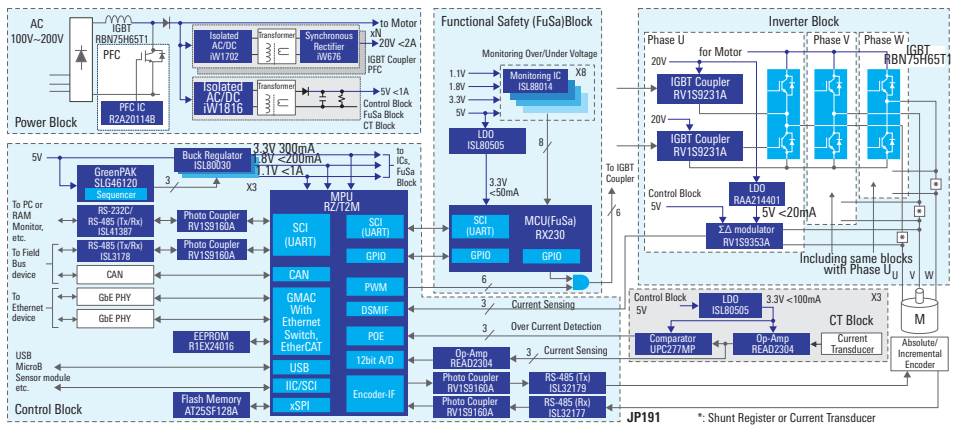 AC
100V~200V
IGBT
RBN75H65T1
PFC
PFC IC
R2A20114B
Power Block
Isolated
AC/DC
iW1702
Transformer
Synchronous
Rectifier
iW676
to Motor
xN
20V <2A
IGBT Coupler
PFC
Isolated
AC/DC
iW1816
Transformer
5V <1A
Control Block
FuSa Block
CT Block
Functional Safety (FuSa)Block
Monitoring Over/Under Voltage
1.1V
1.8V
3.3V
5V
Monitoring IC
ISL88014
X8
LDO
ISL80505
8
3.3V
<50mA
To IGBT
Coupler
6
SCI
(UART)
MCU(FuSa)
RX230
GPIO
GPIO
Inverter Block
Phase U
Phase V
Phase W
IGBT
RBN75H65T1
for Motor
20V
IGBT Coupler
RV1S9231A
20V
IGBT Coupler
RV1S9231A
Control Block
5V
LDO
RAA214401
5V <20mA
ΣΔ modulator
RV1S9353A
*
*
*
Including same blocks
with Phase U
U
V
W
M
5V
Buck Regulator
ISL80030
X3
3.3V 300mA
1.8V <200mA
1.1V <1A
to
ICs,
FuSa
Block
GreenPAK
SLG46120
Sequencer
3
To PC or
RAM
Monitor,
etc.
RS-232C/
RS-485 (Tx/Rx)
ISL41387
Photo Coupler
RV1S9160A
To Field
Bus
device
RS-485 (Tx/Rx)
ISL3178
Photo Coupler
RV1S9160A
CAN
To
Ethernet
device
GbE PHY
GbE PHY
EEPROM
R1EX24016
USB
MicroB
Sensor module
etc.
Flash Memory
AT25SF128A
Control Block
MPU
RZ/T2M
SCI
(UART)
CAN
GMAC
With
Ethernet
Switch,
EtherCAT
USB
IIC/SCI
xSPI
SCI
(UART)
GPIO
PWM
DSMIF
POE
12bit A/D
Encoder-IF
6
3
Current Sensing
3
Over Current Detection
Op-Amp
READ2304
3
Current Sensing
Photo Coupler
RV1S9160A
RS-485 (Tx)
ISL32179
Photo Coupler
RV1S9160A
RS-485 (Rx)
ISL32177
Control Block
5V
LDO
ISL80505
3.3V <100mA
X3
CT Block
Comparator
UPC277MP
Op-Amp
READ2304
Current
Transducer
Absolute/
Incremental
Encoder
JP191
*: Shunt Register or Current Transducer